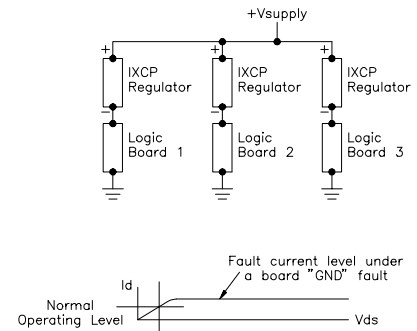 +Vsupply
+ + +
IXCP IXCP IXCP
Regulator Regulator Regulator
– – –
Logic Logic Logic
Board 1 Board 2 Board 3
Fault current level under
a board "GND" fault
Id
Normal
Operating Level
Vds